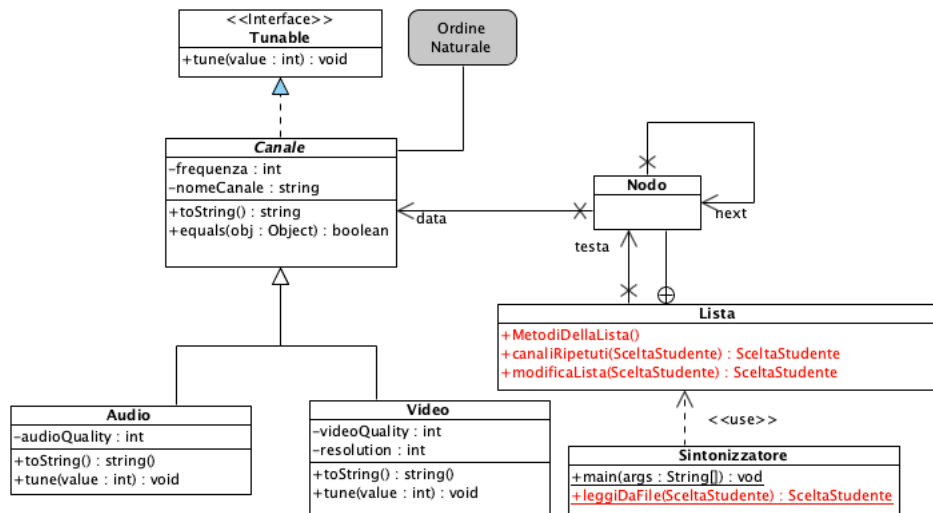 <<Interface>>
Tunable
+tune(value : int) : void
Ordine
Naturale
Canale
-frequenza : int
-nomeCanale : string
+toString() : string
+equals(obj : Object) : boolean
data
Nodo
next
testa
Lista
+MetodiDellaLista()
+canaliRipetuti(SceltaStudente) : SceltaStudente
+modificaLista(SceltaStudente) : SceltaStudente
<<use>>
Audio
-audioQuality : int
+toString() : string()
+tune(value : int) : void
Video
-videoQuality : int
-resolution : int
+toString() : string()
+tune(value : int) : void
Sintonizzatore
+main(args : String[]) : vod
+leggiDaFile(SceltaStudente) : SceltaStudente